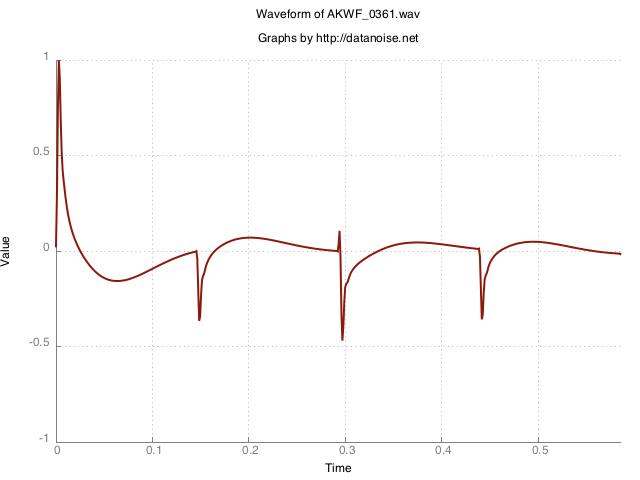 Waveform of AKWF_0361.wav
Graphs by http://datanoise.net
1
0.5
0
-0.5
-1
Value
0 0.1 0.2 0.3 0.4 0.5
Time